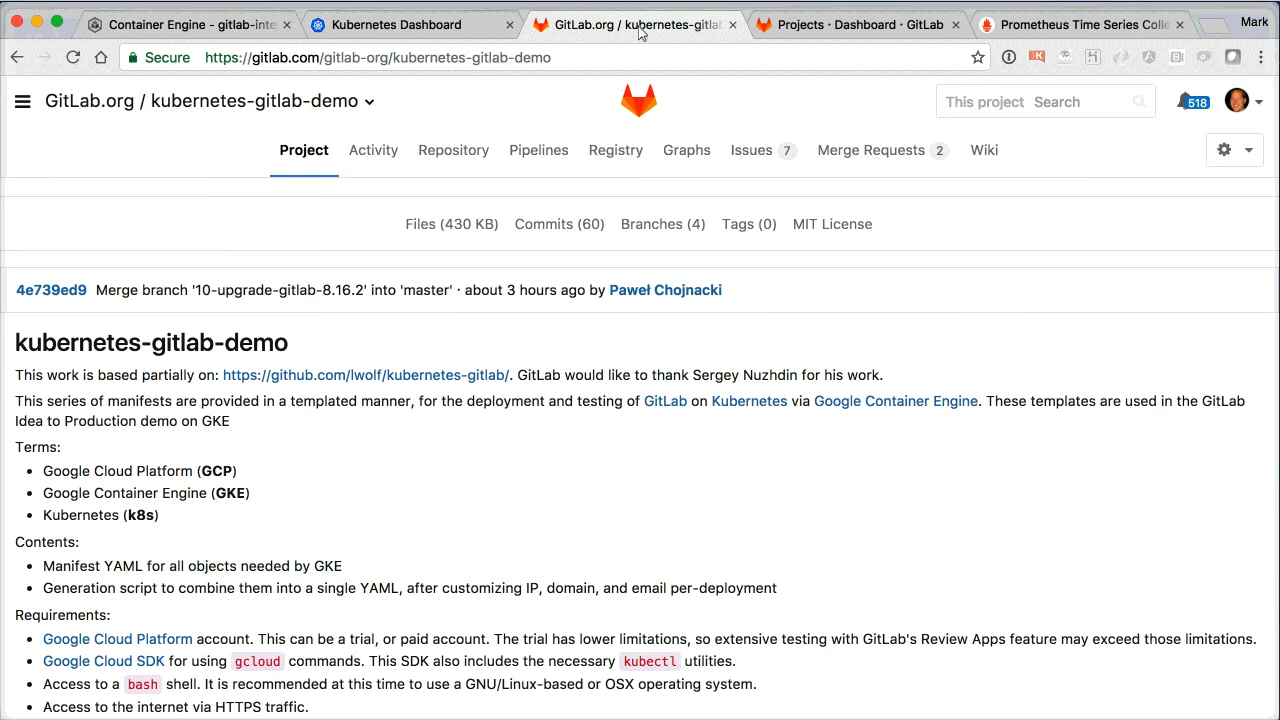 Container Engine - gitlab-inte
Kubernetes Dashboard
GitLab.org / kubernetes-gitlab
Projects · Dashboard · GitLab
Prometheus Time Series Colle
Mark
Secure https://gitlab.com/gitlab-org/kubernetes-gitlab-demo
GitLab.org / kubernetes-gitlab-demo
This project Search
518
Project Activity Repository Pipelines Registry Graphs Issues 7 Merge Requests 2 Wiki
Files (430 KB) Commits (60) Branches (4) Tags (0) MIT License
4e739ed9 Merge branch '10-upgrade-gitlab-8.16.2' into 'master' · about 3 hours ago by Paweł Chojnacki
kubernetes-gitlab-demo
This work is based partially on: https://github.com/lwolf/kubernetes-gitlab/. GitLab would like to thank Sergey Nuzhdin for his work.
This series of manifests are provided in a templated manner, for the deployment and testing of GitLab on Kubernetes via Google Container Engine. These templates are used in the GitLab
Idea to Production demo on GKE
Terms:
• Google Cloud Platform (GCP)
• Google Container Engine (GKE)
• Kubernetes (k8s)
Contents:
• Manifest YAML for all objects needed by GKE
• Generation script to combine them into a single YAML, after customizing IP, domain, and email per-deployment
Requirements:
• Google Cloud Platform account. This can be a trial, or paid account. The trial has lower limitations, so extensive testing with GitLab's Review Apps feature may exceed those limitations.
• Google Cloud SDK for using gcloud commands. This SDK also includes the necessary kubectl utilities.
• Access to a bash shell. It is recommended at this time to use a GNU/Linux-based or OSX operating system.
• Access to the internet via HTTPS traffic.